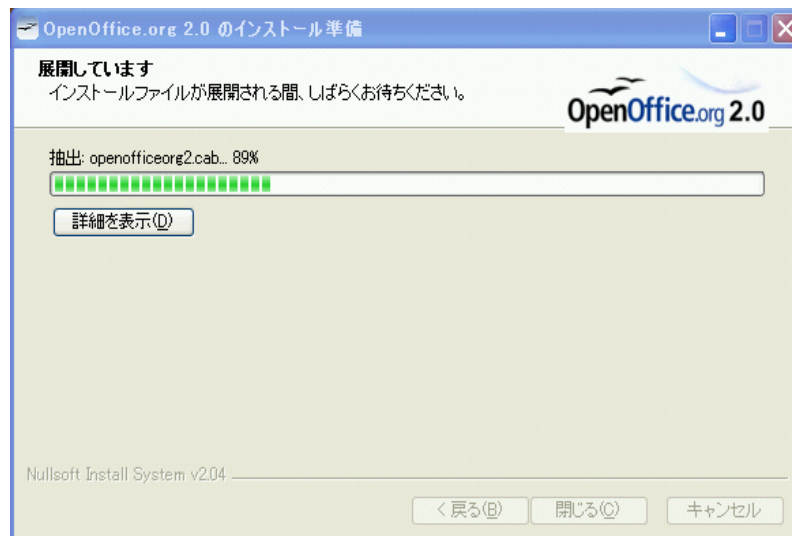 OpenOffice.org 2.0 のインストール準備
展開しています
インストールファイルが展開される間、しばらくお待ちください。
OpenOffice.org 2.0
抽出: openofficeorg2.cab... 89%
詳細を表示(D)
Nullsoft Install System v2.04
< 戻る(B)
閉じる(C)
キャンセル